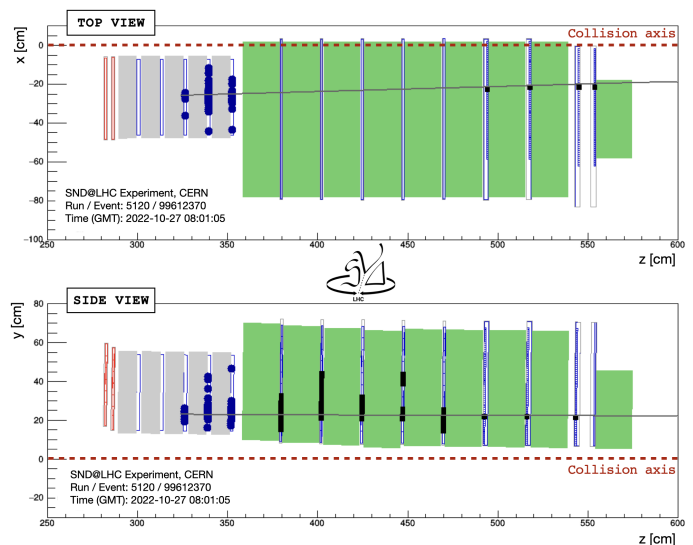 TOP VIEW
Collision axis
x [cm]
20
0
−20
−40
−60
−80
−100
SND@LHC Experiment, CERN
Run / Event: 5120 / 99612370
Time (GMT): 2022-10-27 08:01:05
250 300 350 400 450 500 550 600
z [cm]
LHC
SIDE VIEW
y [cm]
80
60
40
20
0
−20
Collision axis
SND@LHC Experiment, CERN
Run / Event: 5120 / 99612370
Time (GMT): 2022-10-27 08:01:05
250 300 350 400 450 500 550 600
z [cm]